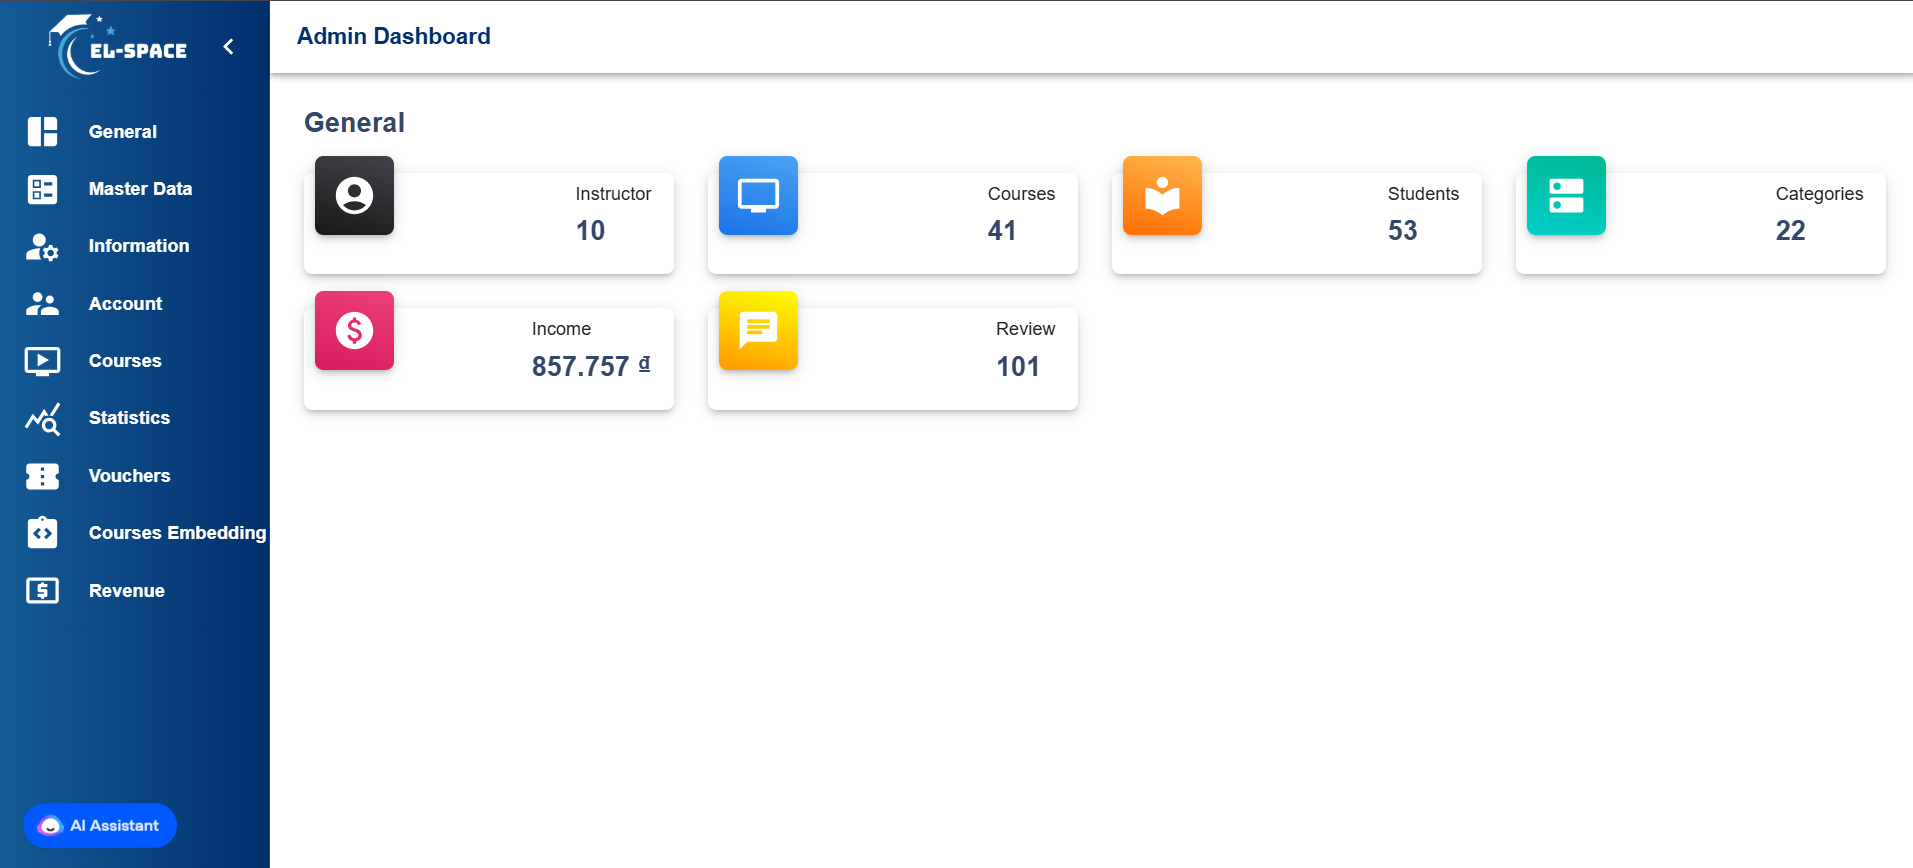 EL-SPACE
Admin Dashboard
General
Master Data
Information
Account
Courses
Statistics
Vouchers
Courses Embedding
Revenue
AI Assistant
General
Instructor
10
Courses
41
Students
53
Categories
22
Income
857.757 ₫
Review
101